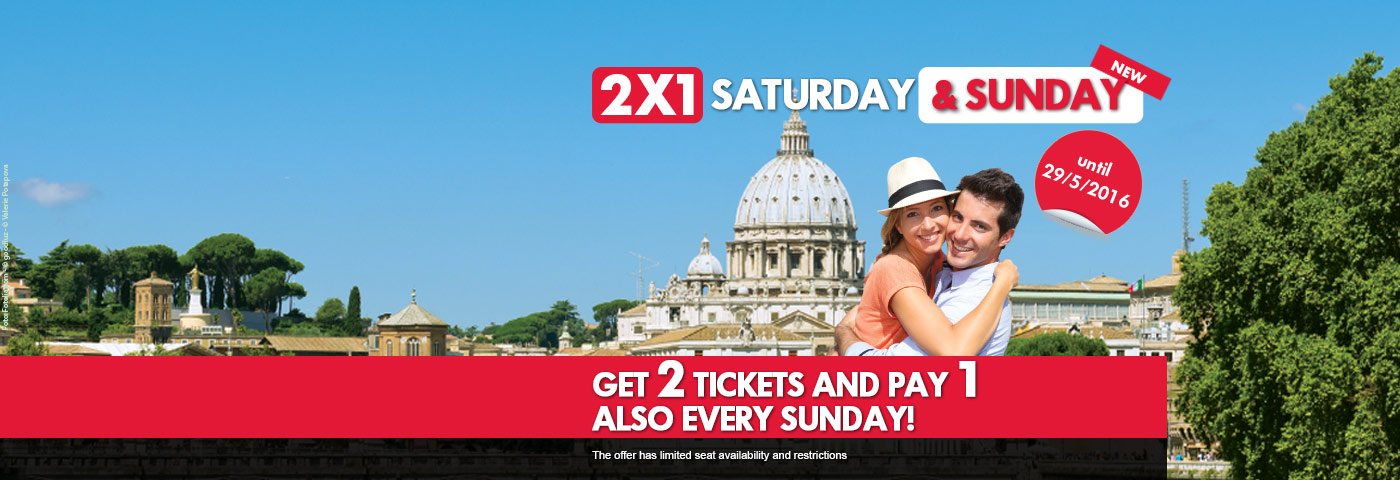 2X1 SATURDAY & SUNDAY
NEW
until
29/5/2016
GET 2 TICKETS AND PAY 1
ALSO EVERY SUNDAY!
The offer has limited seat availability and restrictions